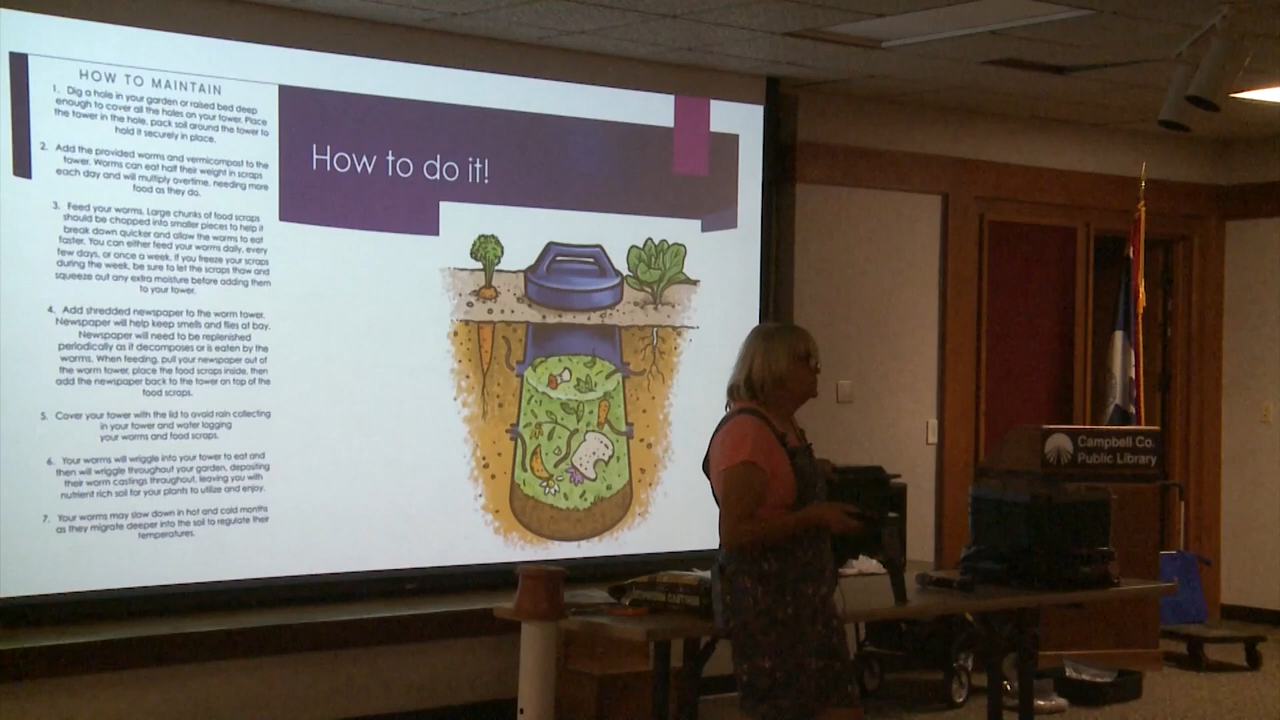 HOW TO MAINTAIN
1. Dig a hole in your garden or raised bed deep
enough to cover all the holes on your tower. Place
the tower in the hole, pack soil around the tower to
hold it securely in place.
2. Add the provided worms and vermicompost to the
tower. Worms can eat half their weight in scraps
each day and will multiply overtime, needing more
food as they do.
3. Feed your worms. Large chunks of food scraps
should be chopped into smaller pieces to help it
break down quicker and allow the worms to eat
faster. You can either feed your worms daily, every
few days, or once a week. If you freeze your scraps
during the week, be sure to let the scraps thaw and
squeeze out any extra moisture before adding them
to your tower.
4. Add shredded newspaper to the worm tower.
Newspaper will help keep smells and flies at bay.
Newspaper will need to be replenished
periodically as it decomposes or is eaten by the
worms. When feeding, pull your newspaper out of
the worm tower, place the food scraps inside, then
add the newspaper back to the tower on top of the
food scraps.
5. Cover your tower with the lid to avoid rain collecting
in your tower and water logging
your worms and food scraps.
6. Your worms will wriggle into your tower to eat and
then will wriggle throughout your garden, depositing
their worm castings throughout, leaving you with
nutrient rich soil for your plants to utilize and enjoy.
7. Your worms may slow down in hot and cold months
as they migrate deeper into the soil to regulate their
temperatures.
How to do it!
Campbell Co.
Public Library